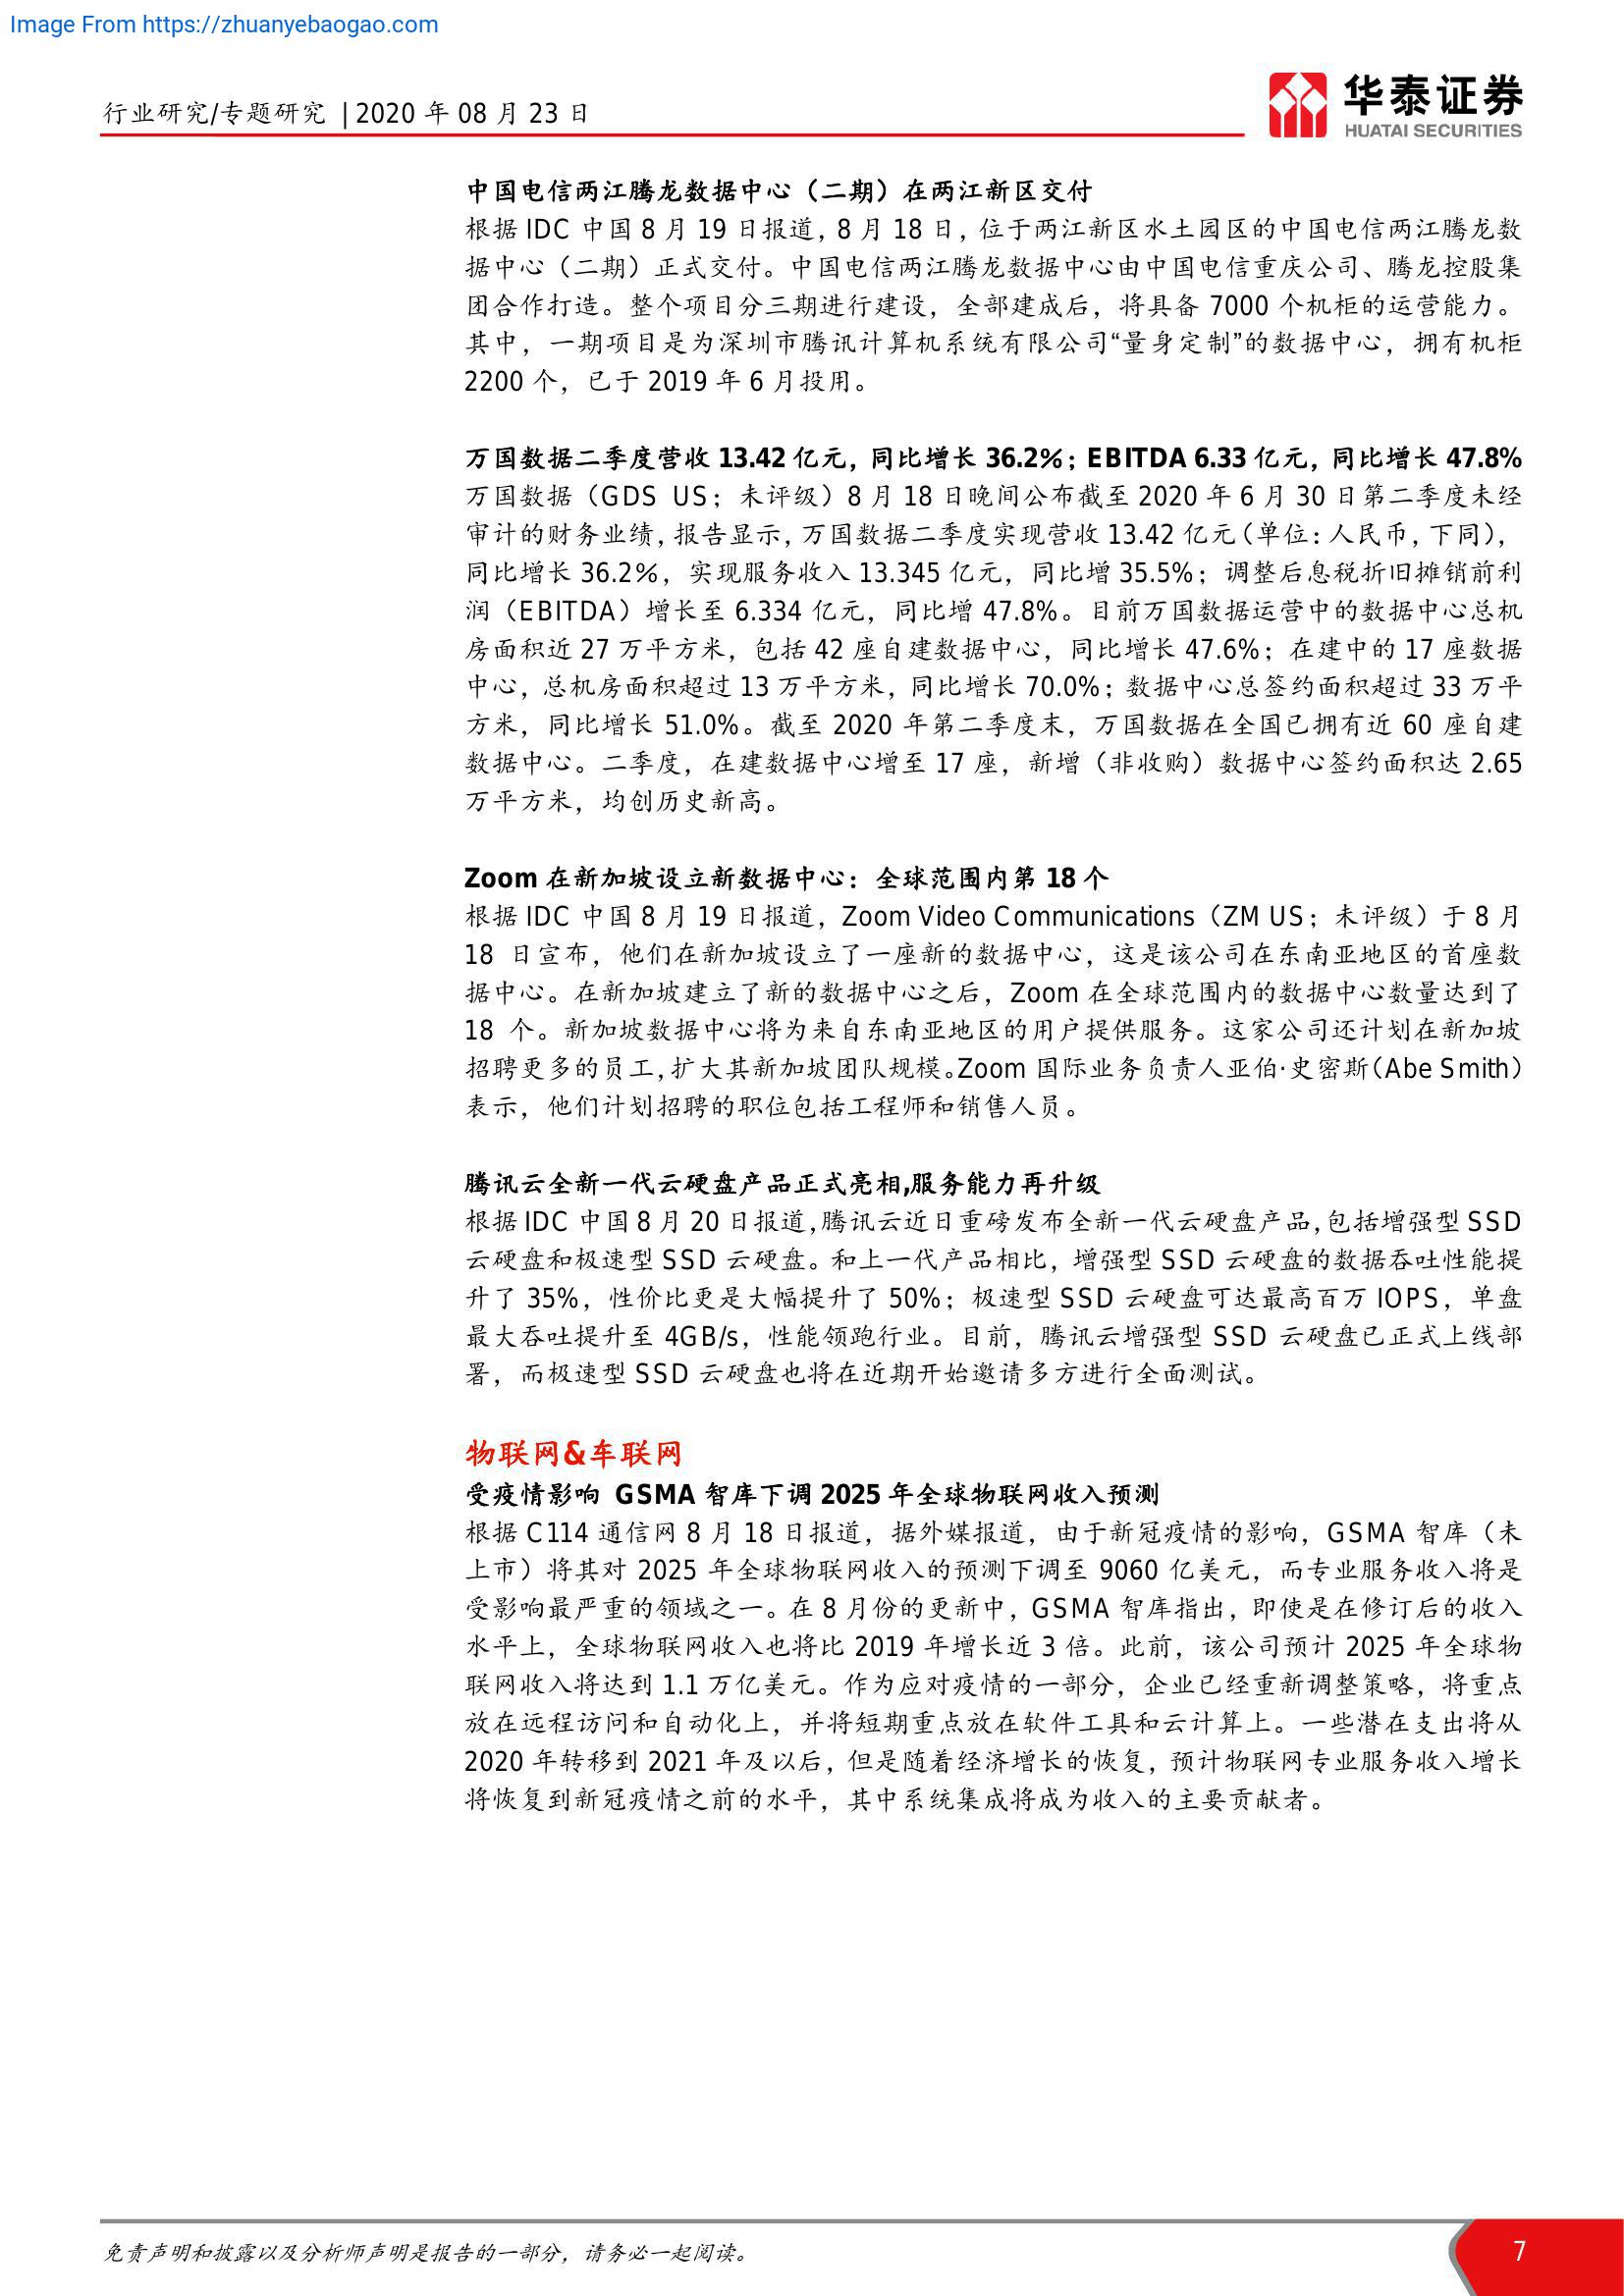 Image From https://zhuanyebaogao.com
行业研究/专题研究 | 2020 年 08 月 23 日
华泰证券
HUATAI SECURITIES
中国电信两江腾龙数据中心（二期）在两江新区交付
根据 IDC 中国 8 月 19 日报道，8 月 18 日，位于两江新区水土园区的中国电信两江腾龙数
据中心（二期）正式交付。中国电信两江腾龙数据中心由中国电信重庆公司、腾龙控股集
团合作打造。整个项目分三期进行建设，全部建成后，将具备 7000 个机柜的运营能力。
其中，一期项目是为深圳市腾讯计算机系统有限公司“量身定制”的数据中心，拥有机柜
2200 个，已于 2019 年 6 月投用。
万国数据二季度营收 13.42 亿元，同比增长 36.2%；EBITDA 6.33 亿元，同比增长 47.8%
万国数据（GDS US；未评级）8 月 18 日晚间公布截至 2020 年 6 月 30 日第二季度未经
审计的财务业绩，报告显示，万国数据二季度实现营收 13.42 亿元（单位：人民币，下同），
同比增长 36.2%，实现服务收入 13.345 亿元，同比增 35.5%；调整后息税折旧摊销前利
润（EBITDA）增长至 6.334 亿元，同比增 47.8%。目前万国数据运营中的数据中心总机
房面积近 27 万平方米，包括 42 座自建数据中心，同比增长 47.6%；在建中的 17 座数据
中心，总机房面积超过 13 万平方米，同比增长 70.0%；数据中心总签约面积超过 33 万平
方米，同比增长 51.0%。截至 2020 年第二季度末，万国数据在全国已拥有近 60 座自建
数据中心。二季度，在建数据中心增至 17 座，新增（非收购）数据中心签约面积达 2.65
万平方米，均创历史新高。
Zoom 在新加坡设立新数据中心：全球范围内第 18 个
根据 IDC 中国 8 月 19 日报道，Zoom Video Communications（ZM US；未评级）于 8 月
18 日宣布，他们在新加坡设立了一座新的数据中心，这是该公司在东南亚地区的首座数
据中心。在新加坡建立了新的数据中心之后，Zoom 在全球范围内的数据中心数量达到了
18 个。新加坡数据中心将为来自东南亚地区的用户提供服务。这家公司还计划在新加坡
招聘更多的员工，扩大其新加坡团队规模。Zoom 国际业务负责人亚伯·史密斯（Abe Smith）
表示，他们计划招聘的职位包括工程师和销售人员。
腾讯云全新一代云硬盘产品正式亮相,服务能力再升级
根据 IDC 中国 8 月 20 日报道，腾讯云近日重磅发布全新一代云硬盘产品，包括增强型 SSD
云硬盘和极速型 SSD 云硬盘。和上一代产品相比，增强型 SSD 云硬盘的数据吞吐性能提
升了 35%，性价比更是大幅提升了 50%；极速型 SSD 云硬盘可达最高百万 IOPS，单盘
最大吞吐提升至 4GB/s，性能领跑行业。目前，腾讯云增强型 SSD 云硬盘已正式上线部
署，而极速型 SSD 云硬盘也将在近期开始邀请多方进行全面测试。
物联网&车联网
受疫情影响 GSMA 智库下调 2025 年全球物联网收入预测
根据 C114 通信网 8 月 18 日报道，据外媒报道，由于新冠疫情的影响，GSMA 智库（未
上市）将其对 2025 年全球物联网收入的预测下调至 9060 亿美元，而专业服务收入将是
受影响最严重的领域之一。在 8 月份的更新中，GSMA 智库指出，即使是在修订后的收入
水平上，全球物联网收入也将比 2019 年增长近 3 倍。此前，该公司预计 2025 年全球物
联网收入将达到 1.1 万亿美元。作为应对疫情的一部分，企业已经重新调整策略，将重点
放在远程访问和自动化上，并将短期重点放在软件工具和云计算上。一些潜在支出将从
2020 年转移到 2021 年及以后，但是随着经济增长的恢复，预计物联网专业服务收入增长
将恢复到新冠疫情之前的水平，其中系统集成将成为收入的主要贡献者。
免责声明和披露以及分析师声明是报告的一部分，请务必一起阅读。
7